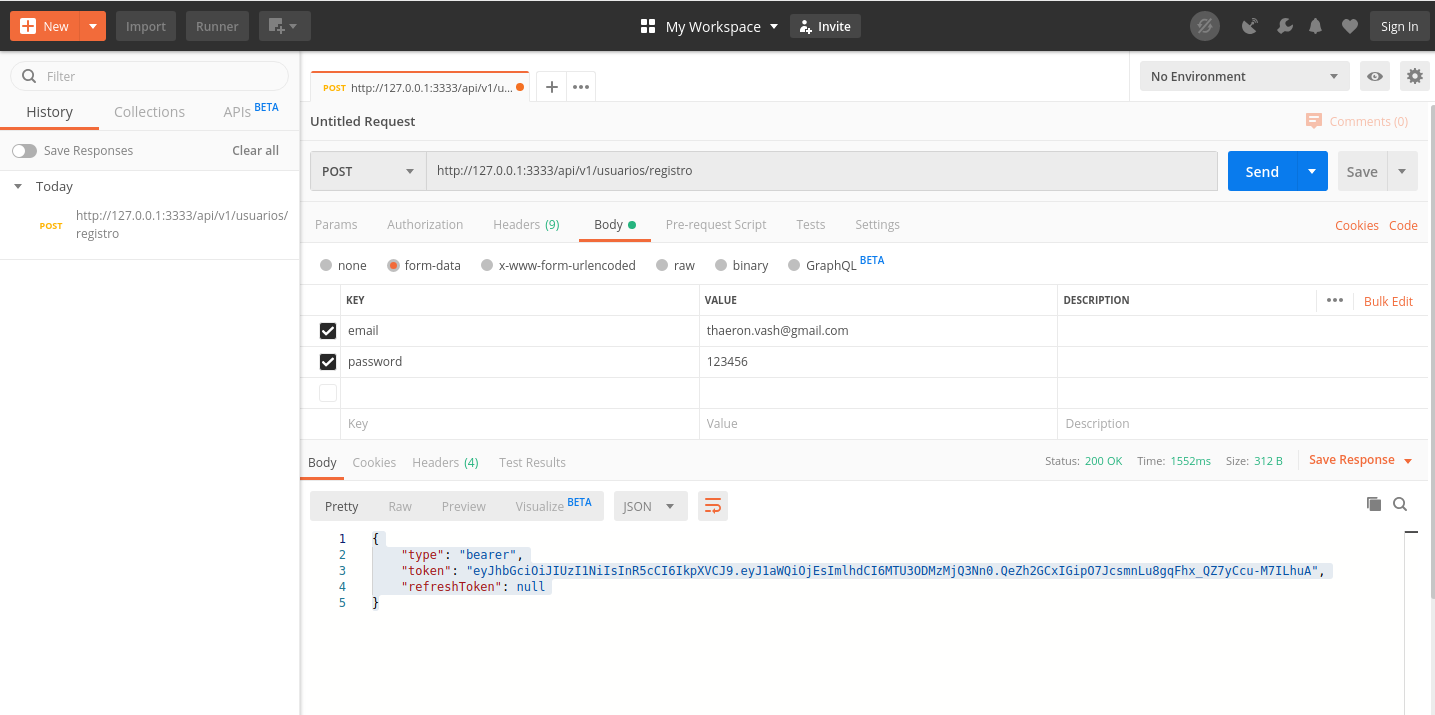 New Import Runner My Workspace Invite Sign In
Filter
History Collections APIs BETA
Save Responses Clear all
Today
POST http://127.0.0.1:3333/api/v1/usuarios/
registro
POST http://127.0.0.1:3333/api/v1/u... No Environment
Untitled Request Comments (0)
POST http://127.0.0.1:3333/api/v1/usuarios/registro Send Save
Params Authorization Headers (9) Body Pre-request Script Tests Settings Cookies Code
none form-data x-www-form-urlencoded raw binary GraphQL BETA
KEY VALUE DESCRIPTION Bulk Edit
email thaeron.vash@gmail.com
password 123456
Key Value Description
Body Cookies Headers (4) Test Results Status: 200 OK Time: 1552ms Size: 312 B Save Response
Pretty Raw Preview Visualize BETA JSON
1 {
2 "type": "bearer",
3 "token": "eyJhbGciOiJIUzI1NiIsInR5cCI6IkpXVCJ9.eyJ1aWQiOjEsImlhdCI6MTU3ODMzMjQ3Nn0.QeZh2GCxIGipO7JcsmnLu8gqFhx_QZ7yCcu-M7ILhuA",
4 "refreshToken": null
5 }